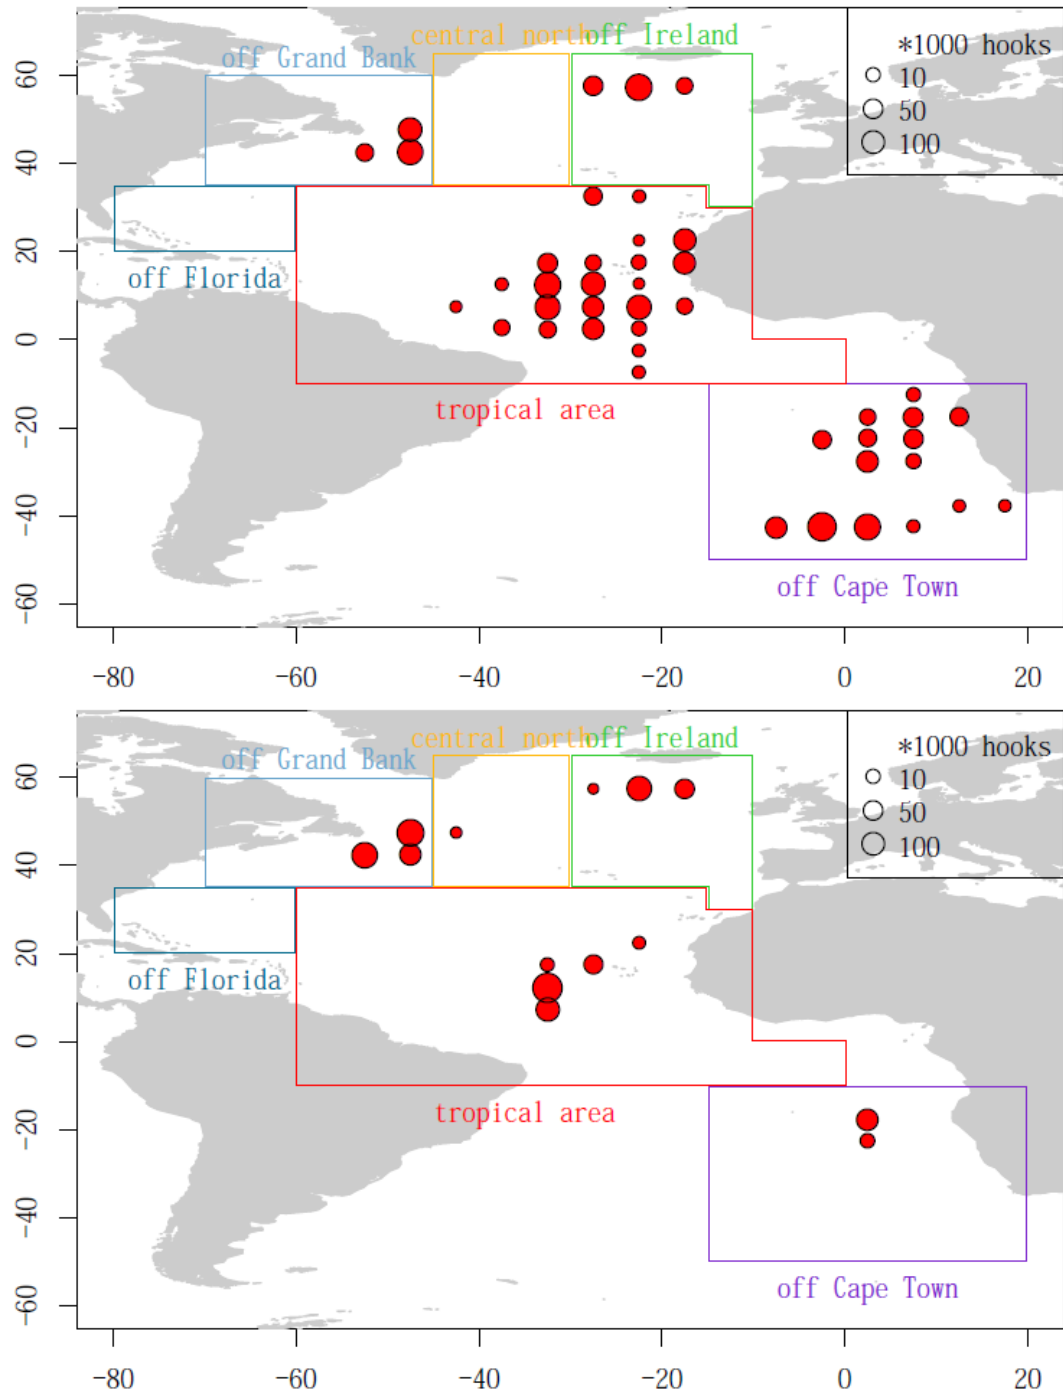 central north off Ireland
off Grand Bank
*1000 hooks
10
50
100
60
40
20
0
-20
-40
-60
off Florida
tropical area
off Cape Town
-80 -60 -40 -20 0 20
central north off Ireland
off Grand Bank
*1000 hooks
10
50
100
60
40
20
0
-20
-40
-60
off Florida
tropical area
off Cape Town
-80 -60 -40 -20 0 20